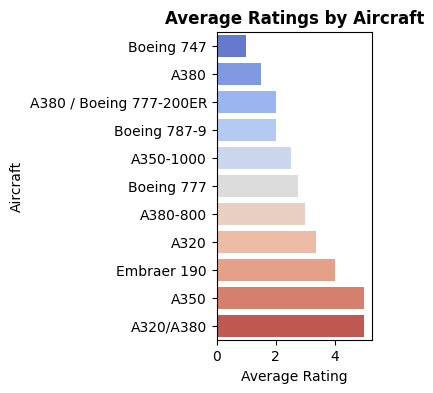 Average Ratings by Aircraft
Boeing 747
A380
A380 / Boeing 777-200ER
Boeing 787-9
A350-1000
Boeing 777
A380-800
A320
Embraer 190
A350
A320/A380
Aircraft
0 2 4
Average Rating